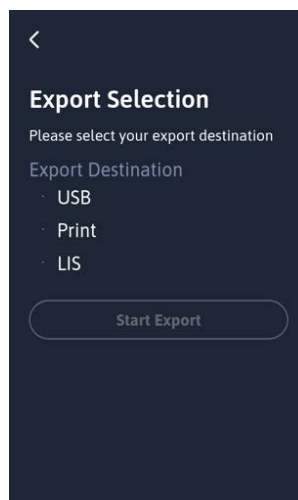 Export Selection
Please select your export destination
Export Destination
USB
Print
LIS
Start Export